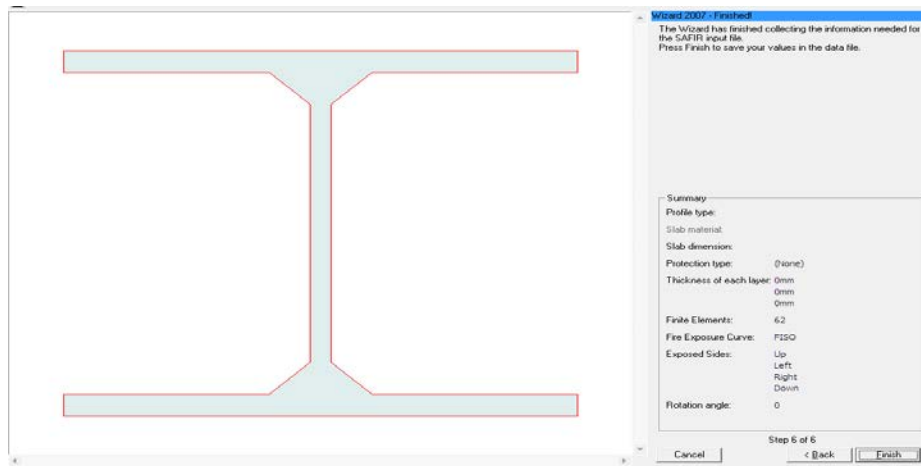 Wizard 2007 - Finished!
The Wizard has finished collecting the information needed for
the SAFIR input file.
Press Finish to save your values in the data file.
Summary
Profile type:
Slab material:
Slab dimension:
Protection type: (None)
Thickness of each layer: 0mm
0mm
0mm
Finite Elements: 62
Fire Exposure Curve: FISO
Exposed Sides: Up
Left
Right
Down
Rotation angle: 0
Step 6 of 6
Cancel < Back Finish